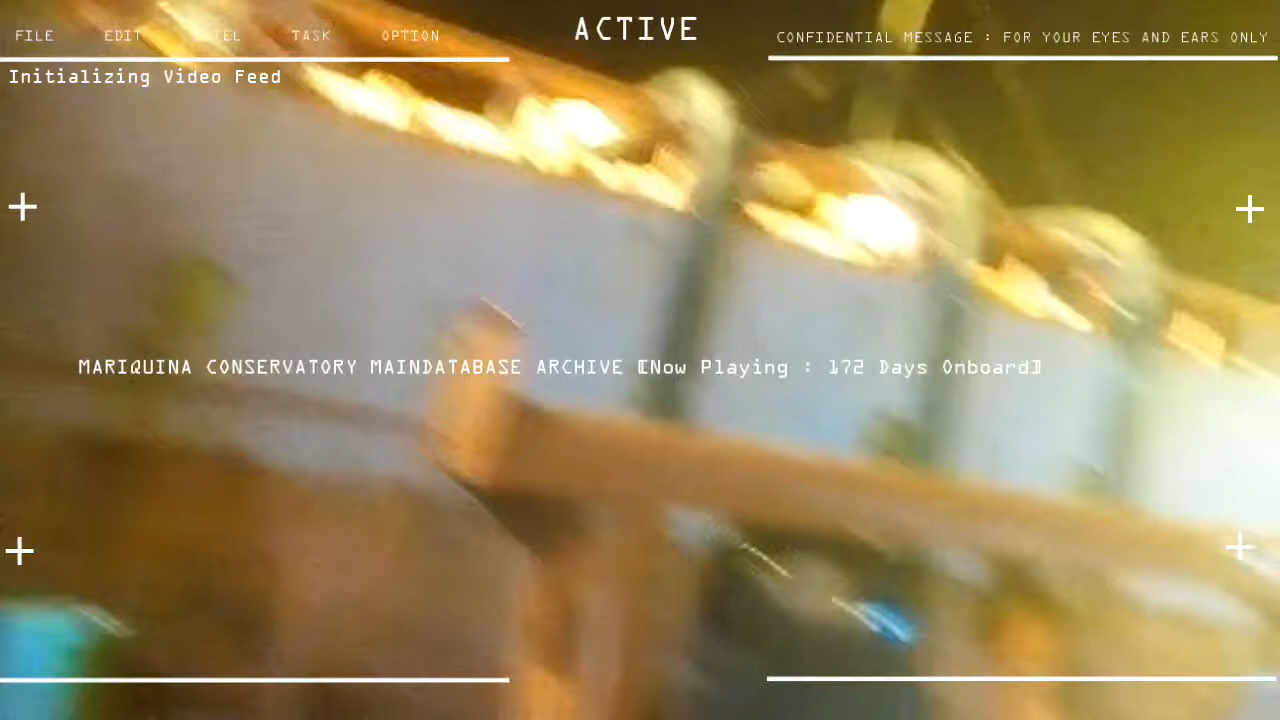 FILE EDIT TEL TASK OPTION
ACTIVE
CONFIDENTIAL MESSAGE : FOR YOUR EYES AND EARS ONLY
Initializing Video Feed
MARIQUINA CONSERVATORY MAINDATABASE ARCHIVE [Now Playing : 172 Days Onboard]